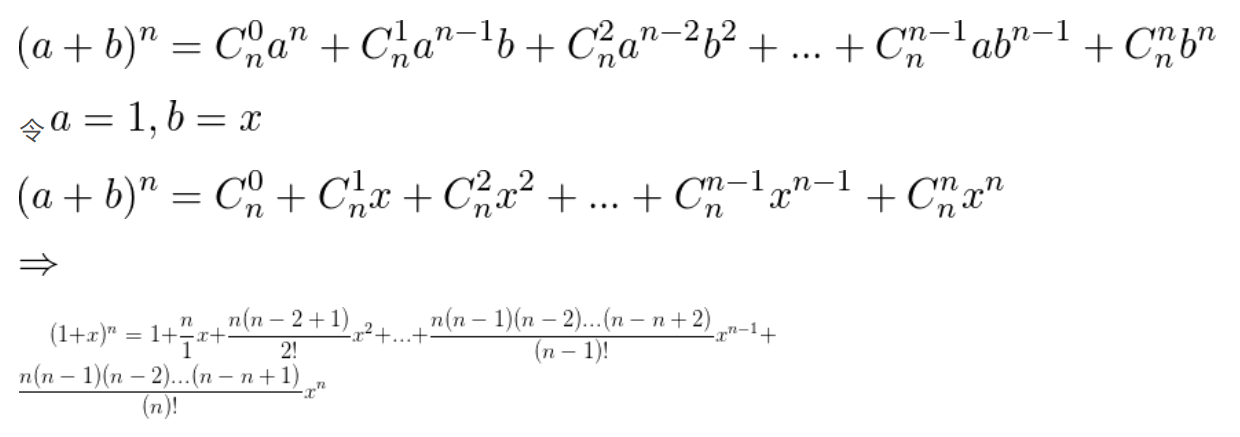 (a + b)^n = C_n^0 a^n + C_n^1 a^{n-1}b + C_n^2 a^{n-2}b^2 + ... + C_n^{n-1} ab^{n-1} + C_n^n b^n
令 a = 1, b = x
(a + b)^n = C_n^0 + C_n^1 x + C_n^2 x^2 + ... + C_n^{n-1} x^{n-1} + C_n^n x^n
⇒
(1+x)^n = 1+\frac{n}{1}x+\frac{n(n-2+1)}{2!}x^2+...+\frac{n(n-1)(n-2)...(n-n+2)}{(n-1)!}x^{n-1}+
\frac{n(n-1)(n-2)...(n-n+1)}{(n)!}x^n